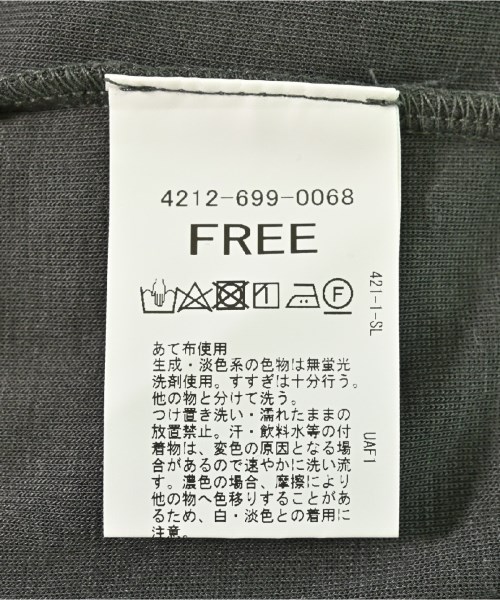 4212-699-0068
FREE
F
421-1-SL
あて布使用
生成・淡色系の色物は無蛍光
洗剤使用。すすぎは十分行う。
他の物と分けて洗う。
つけ置き洗い・濡れたままの
放置禁止。汗・飲料水等の付
着物は、変色の原因となる場
合があるので速やかに洗い流
す。濃色の場合、摩擦により
他の物へ色移りすることがあ
るため、白・淡色との着用に
注意。
UAF1